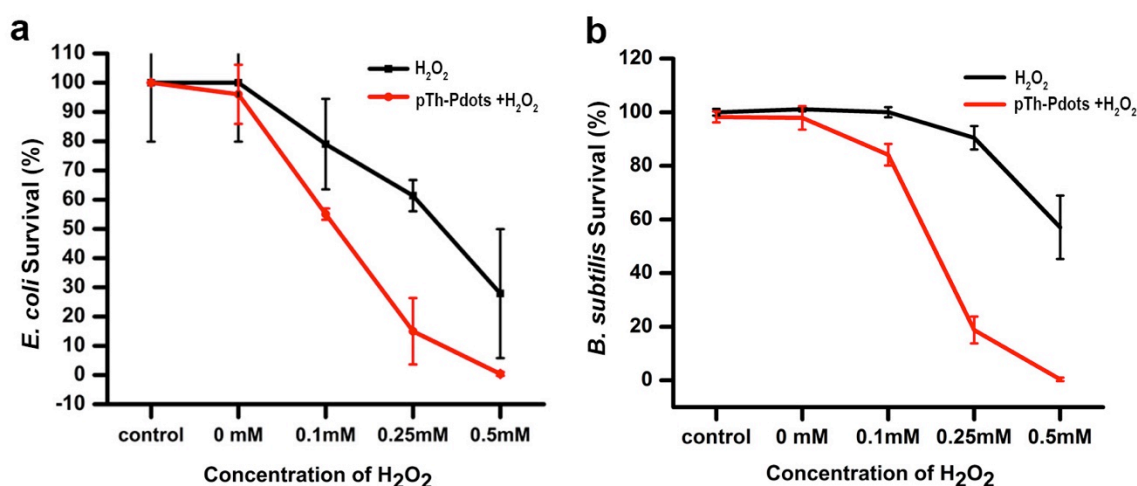 a
H₂O₂
pTh-Pdots +H₂O₂
E. coli Survival (%)
110
100
90
80
70
60
50
40
30
20
10
0
-10
control 0 mM 0.1mM 0.25mM 0.5mM
Concentration of H₂O₂
b
H₂O₂
pTh-Pdots +H₂O₂
B. subtilis Survival (%)
120
100
80
60
40
20
0
control 0 mM 0.1mM 0.25mM 0.5mM
Concentration of H₂O₂